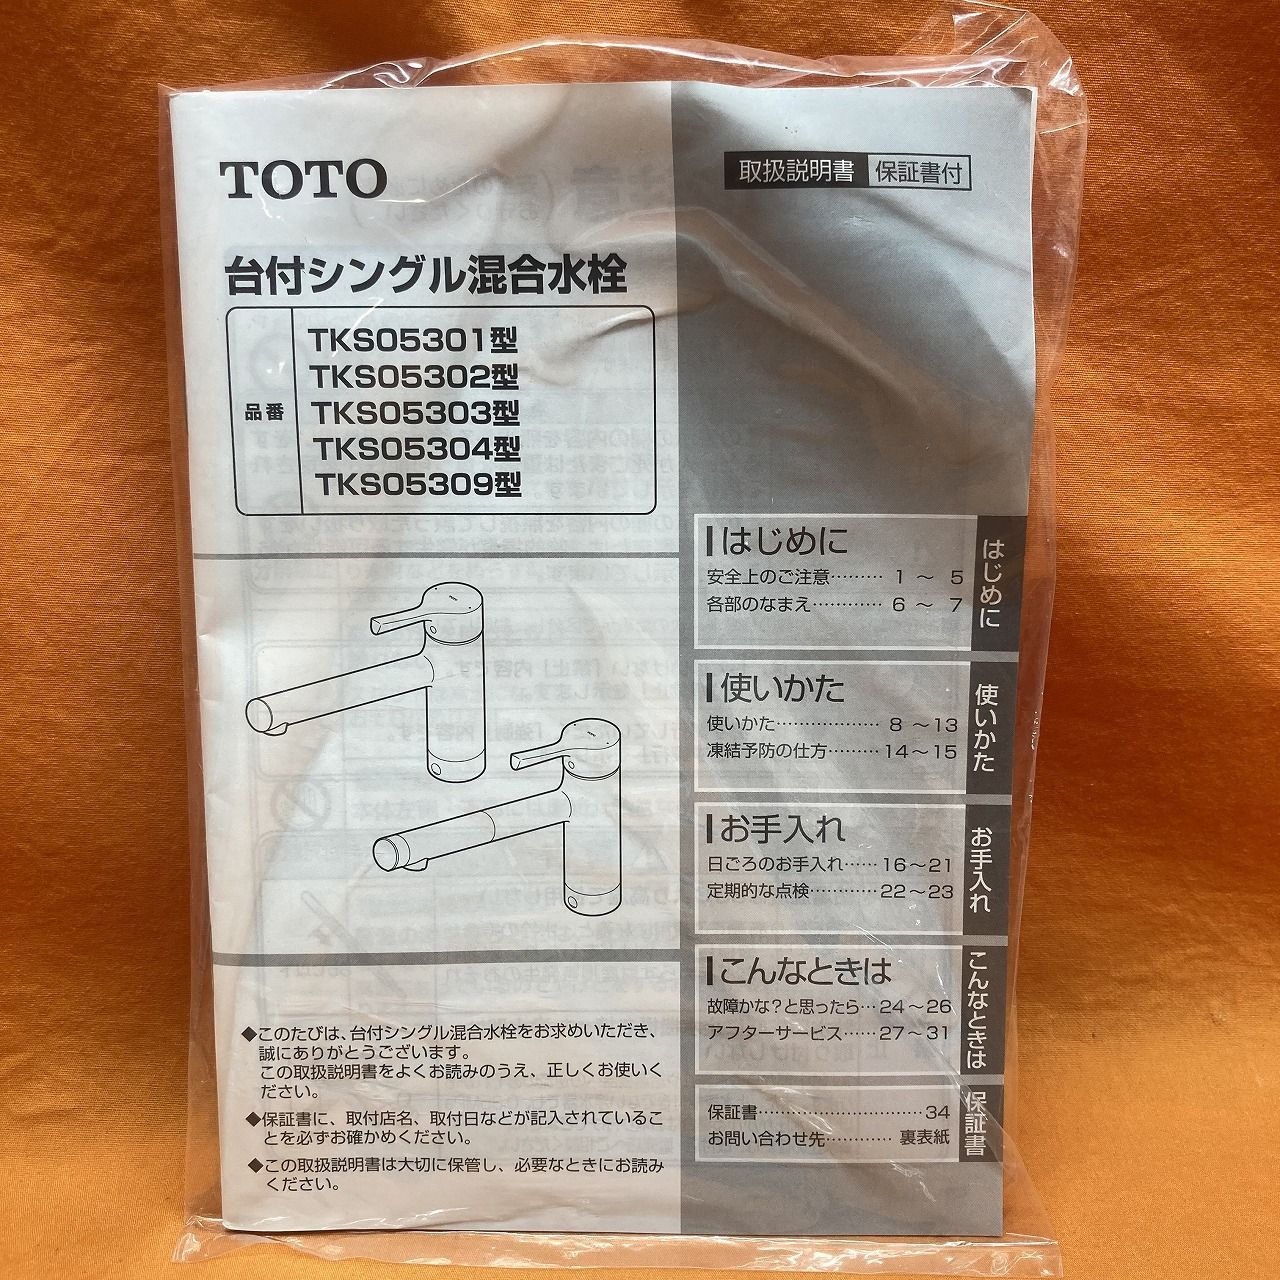 TOTO
取扱説明書 保証書付
台付シングル混合水栓
品番
TKS05301型
TKS05302型
TKS05303型
TKS05304型
TKS05309型
はじめに
安全上のご注意……… 1 ～ 5
各部のなまえ………… 6 ～ 7
はじめに
使いかた
使いかた……………… 8 ～13
凍結予防の仕方………14～15
使いかた
お手入れ
日ごろのお手入れ……16～21
定期的な点検…………22～23
お手入れ
こんなときは
故障かな？と思ったら…24～26
アフターサービス……27～31
こんなときは
保証書………………………34
お問い合わせ先………… 裏表紙
保証書
◆このたびは、台付シングル混合水栓をお求めいただき、
誠にありがとうございます。
この取扱説明書をよくお読みのうえ、正しくお使いく
ださい。
◆保証書に、取付店名、取付日などが記入されているこ
とを必ずお確かめください。
◆この取扱説明書は大切に保管し、必要なときにお読み
ください。